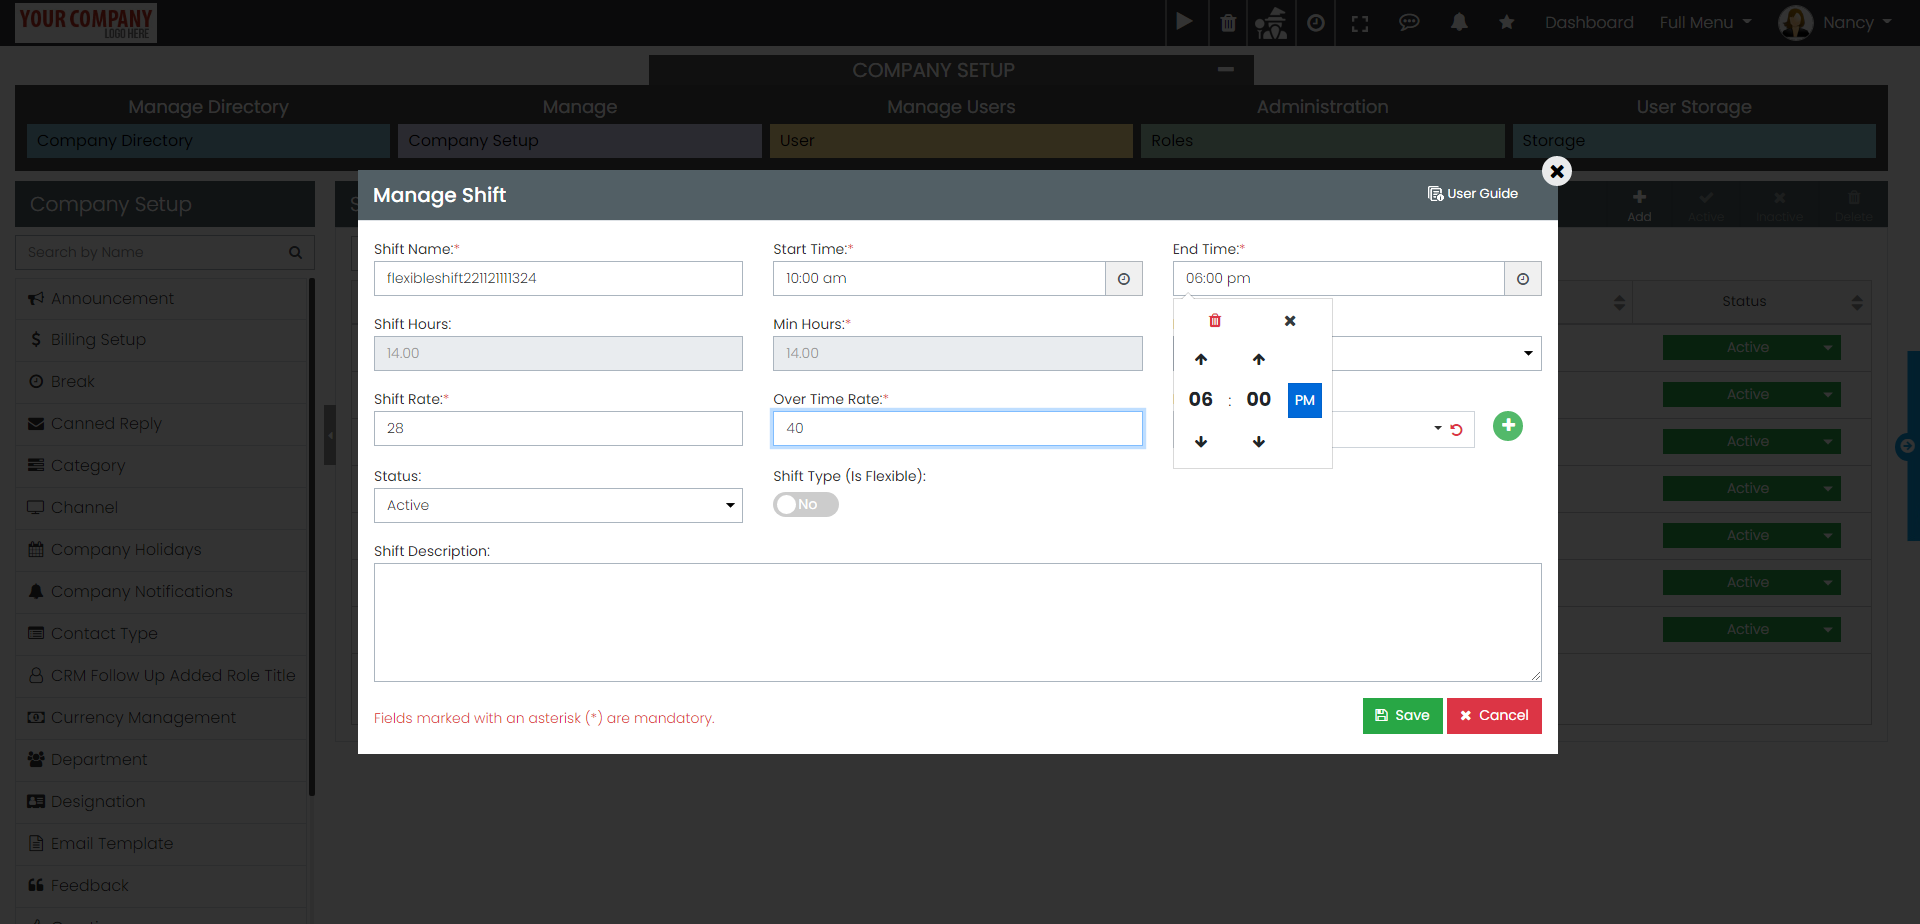 YOUR COMPANY
LOGO HERE
Dashboard
Full Menu
Nancy
COMPANY SETUP
Manage Directory
Manage
Manage Users
Administration
User Storage
Company Directory
Company Setup
User
Roles
Storage
Company Setup
Search by Name
Announcement
Billing Setup
Break
Canned Reply
Category
Channel
Company Holidays
Company Notifications
Contact Type
CRM Follow Up Added Role Title
Currency Management
Department
Designation
Email Template
Feedback
S
Add
Active
Inactive
Delete
Status
Active
Active
Active
Active
Active
Active
Active
Manage Shift
User Guide
Shift Name:*
Start Time:*
End Time:*
flexibleshift221121111324
10:00 am
06:00 pm
Shift Hours:
Min Hours:*
14.00
14.00
06 : 00 PM
Shift Rate:*
Over Time Rate:*
28
40
Status:
Shift Type (Is Flexible):
Active
No
Shift Description:
Fields marked with an asterisk (*) are mandatory.
Save
Cancel